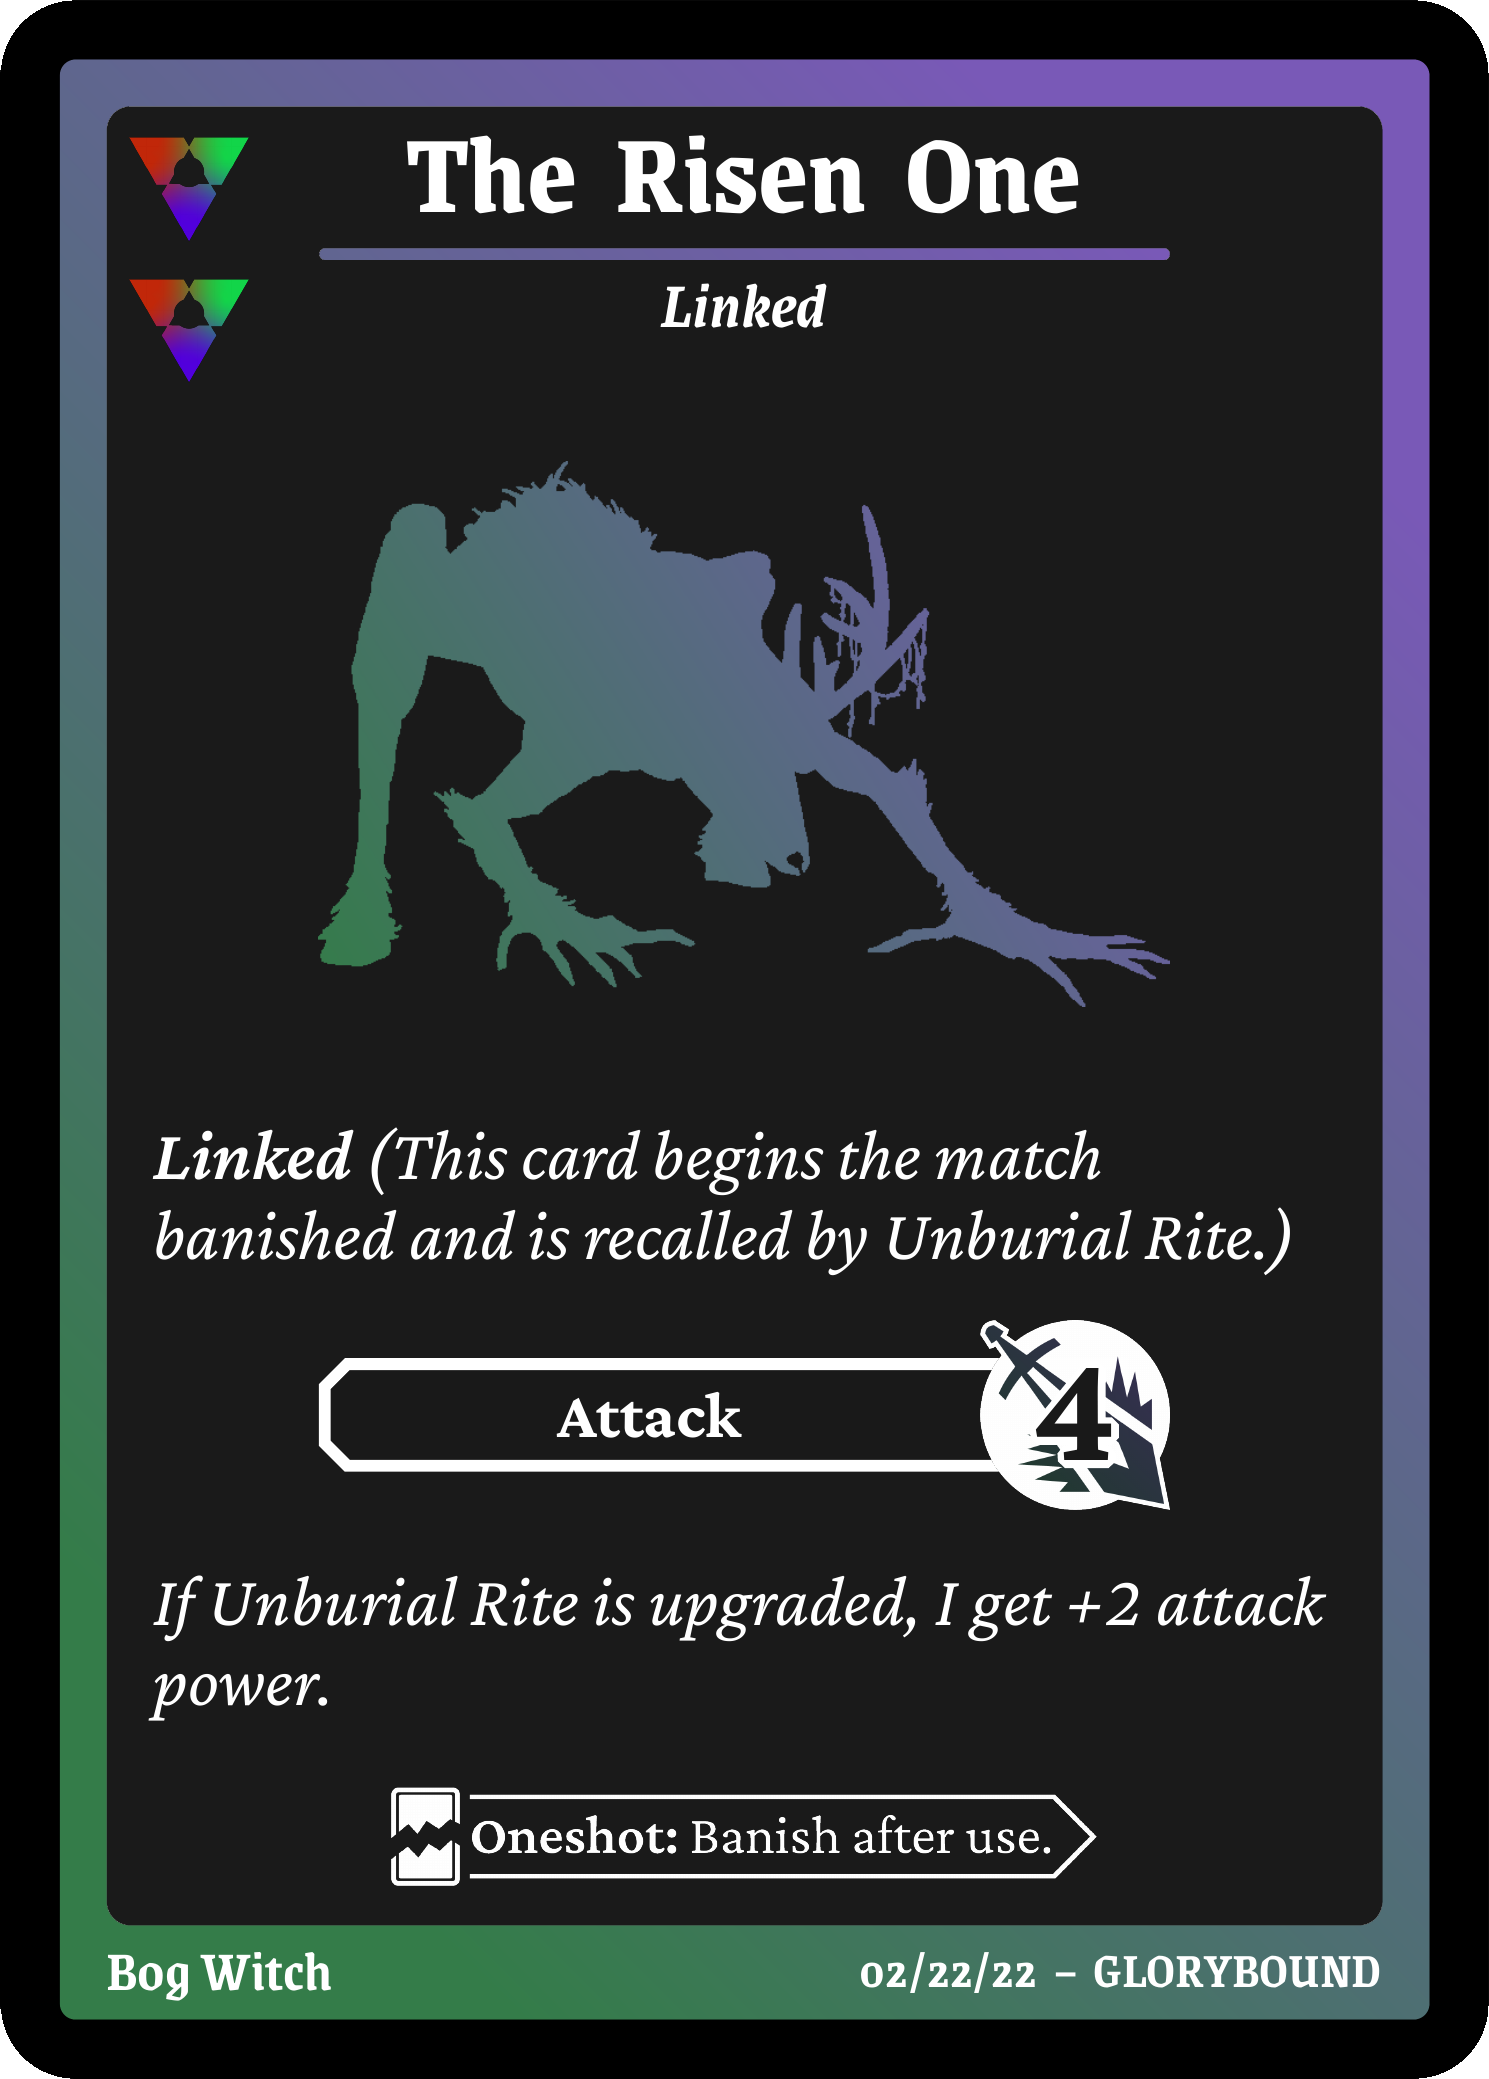 The Risen One
Linked
Linked (This card begins the match
banished and is recalled by Unburial Rite.)
Attack
4
If Unburial Rite is upgraded, I get +2 attack
power.
Oneshot: Banish after use.
Bog Witch
02/22/22 – GLORYBOUND